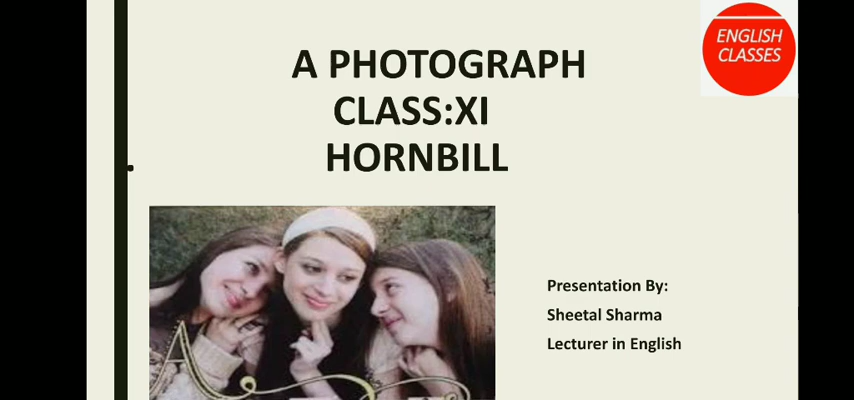 A PHOTOGRAPH
CLASS:XI
HORNBILL
.
ENGLISH
CLASSES
Presentation By:
Sheetal Sharma
Lecturer in English